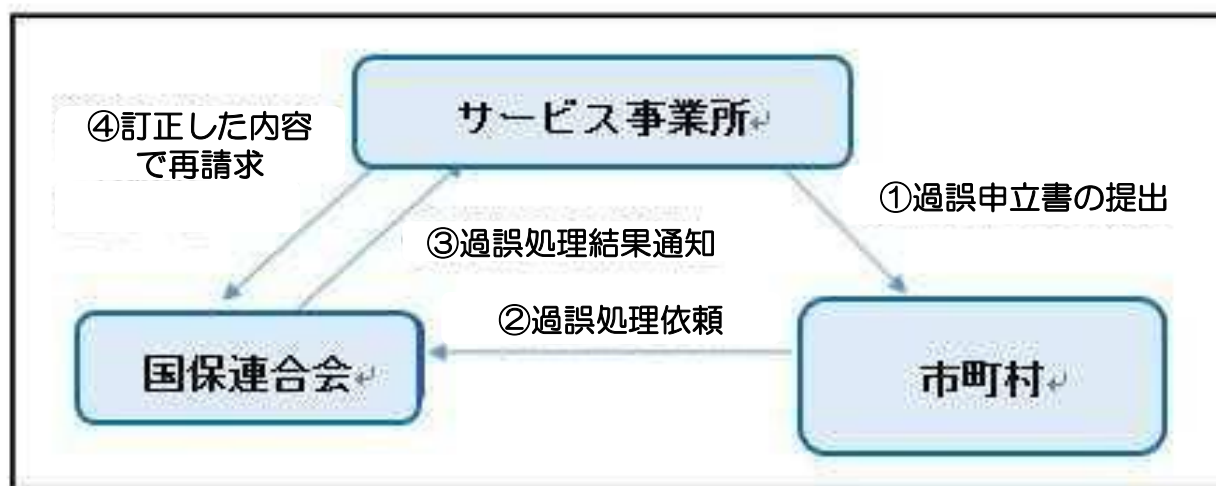 サービス事業所↵
④訂正した内容
で再請求
①過誤申立書の提出
③過誤処理結果通知
②過誤処理依頼
国保連合会↵
市町村↵